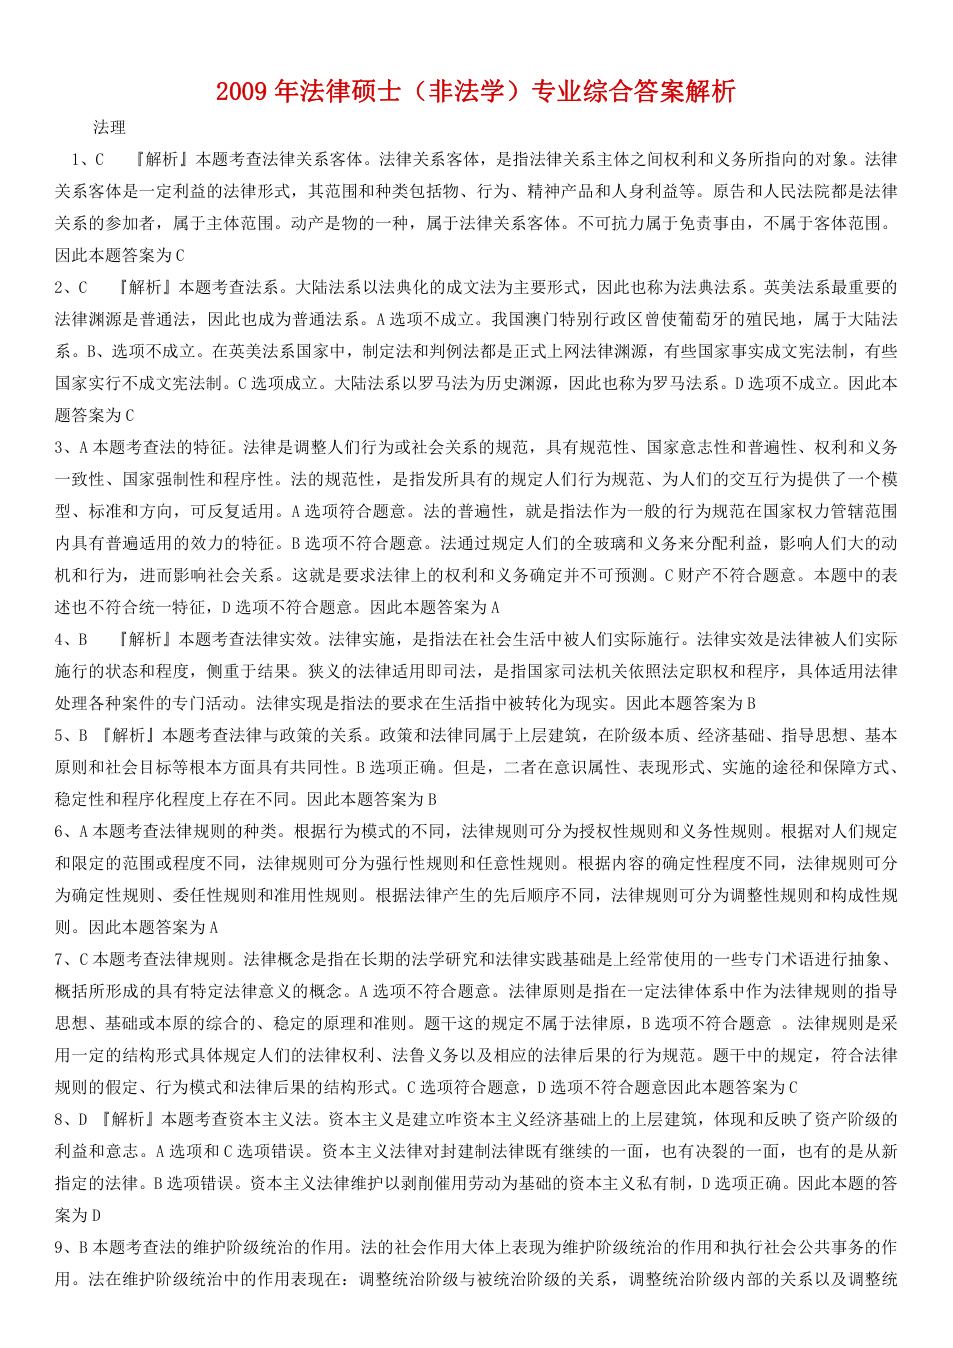 2009 年法律硕士（非法学）专业综合答案解析
法理
1、C 『解析』本题考查法律关系客体。法律关系客体，是指法律关系主体之间权利和义务所指向的对象。法律
关系客体是一定利益的法律形式，其范围和种类包括物、行为、精神产品和人身利益等。原告和人民法院都是法律
关系的参加者，属于主体范围。动产是物的一种，属于法律关系客体。不可抗力属于免责事由，不属于客体范围。
因此本题答案为 C
2、C 『解析』本题考查法系。大陆法系以法典化的成文法为主要形式，因此也称为法典法系。英美法系最重要的
法律渊源是普通法，因此也成为普通法系。A 选项不成立。我国澳门特别行政区曾使葡萄牙的殖民地，属于大陆法
系。B、选项不成立。在英美法系国家中，制定法和判例法都是正式上网法律渊源，有些国家事实成文宪法制，有些
国家实行不成文宪法制。C 选项成立。大陆法系以罗马法为历史渊源，因此也称为罗马法系。D 选项不成立。因此本
题答案为 C
3、A 本题考查法的特征。法律是调整人们行为或社会关系的规范，具有规范性、国家意志性和普遍性、权利和义务
一致性、国家强制性和程序性。法的规范性，是指发所具有的规定人们行为规范、为人们的交互行为提供了一个模
型、标准和方向，可反复适用。A 选项符合题意。法的普遍性，就是指法作为一般的行为规范在国家权力管辖范围
内具有普遍适用的效力的特征。B 选项不符合题意。法通过规定人们的全玻璃和义务来分配利益，影响人们大的动
机和行为，进而影响社会关系。这就是要求法律上的权利和义务确定并不可预测。C 财产不符合题意。本题中的表
述也不符合统一特征，D 选项不符合题意。因此本题答案为 A
4、B 『解析』本题考查法律实效。法律实施，是指法在社会生活中被人们实际施行。法律实效是法律被人们实际
施行的状态和程度，侧重于结果。狭义的法律适用即司法，是指国家司法机关依照法定职权和程序，具体适用法律
处理各种案件的专门活动。法律实现是指法的要求在生活指中被转化为现实。因此本题答案为 B
5、B 『解析』本题考查法律与政策的关系。政策和法律同属于上层建筑，在阶级本质、经济基础、指导思想、基本
原则和社会目标等根本方面具有共同性。B 选项正确。但是，二者在意识属性、表现形式、实施的途径和保障方式、
稳定性和程序化程度上存在不同。因此本题答案为 B
6、A 本题考查法律规则的种类。根据行为模式的不同，法律规则可分为授权性规则和义务性规则。根据对人们规定
和限定的范围或程度不同，法律规则可分为强行性规则和任意性规则。根据内容的确定性程度不同，法律规则可分
为确定性规则、委任性规则和准用性规则。根据法律产生的先后顺序不同，法律规则可分为调整性规则和构成性规
则。因此本题答案为 A
7、C 本题考查法律规则。法律概念是指在长期的法学研究和法律实践基础是上经常使用的一些专门术语进行抽象、
概括所形成的具有特定法律意义的概念。A 选项不符合题意。法律原则是指在一定法律体系中作为法律规则的指导
思想、基础或本原的综合的、稳定的原理和准则。题干这的规定不属于法律原，B 选项不符合题意 。法律规则是采
用一定的结构形式具体规定人们的法律权利、法鲁义务以及相应的法律后果的行为规范。题干中的规定，符合法律
规则的假定、行为模式和法律后果的结构形式。C 选项符合题意，D 选项不符合题意因此本题答案为 C
8、D 『解析』本题考查资本主义法。资本主义是建立咋资本主义经济基础上的上层建筑，体现和反映了资产阶级的
利益和意志。A 选项和 C 选项错误。资本主义法律对封建制法律既有继续的一面，也有决裂的一面，也有的是从新
指定的法律。B 选项错误。资本主义法律维护以剥削催用劳动为基础的资本主义私有制，D 选项正确。因此本题的答
案为 D
9、B 本题考查法的维护阶级统治的作用。法的社会作用大体上表现为维护阶级统治的作用和执行社会公共事务的作
用。法在维护阶级统治中的作用表现在：调整统治阶级与被统治阶级的关系，调整统治阶级内部的关系以及调整统